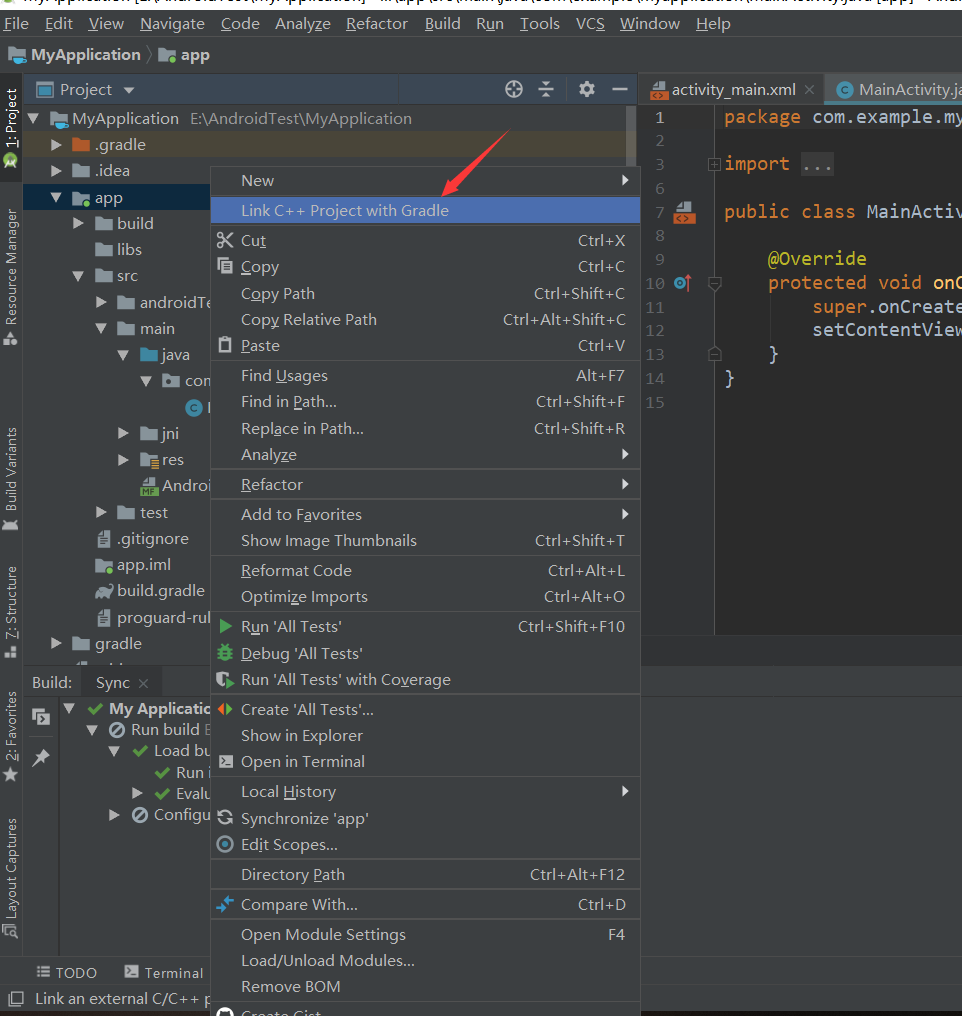 File Edit View Navigate Code Analyze Refactor Build Run Tools VCS Window Help
MyApplication app
1: Project
Resource Manager
Build Variants
7: Structure
2: Favorites
Layout Captures
Project
MyApplication E:\AndroidTest\MyApplication
.gradle
.idea
app
build
libs
src
androidTe
main
java
com
jni
res
Androi
test
.gitignore
app.iml
build.gradle
proguard-rul
gradle
New
Link C++ Project with Gradle
Cut Ctrl+X
Copy Ctrl+C
Copy Path Ctrl+Shift+C
Copy Relative Path Ctrl+Alt+Shift+C
Paste Ctrl+V
Find Usages Alt+F7
Find in Path... Ctrl+Shift+F
Replace in Path... Ctrl+Shift+R
Analyze
Refactor
Add to Favorites
Show Image Thumbnails Ctrl+Shift+T
Reformat Code Ctrl+Alt+L
Optimize Imports Ctrl+Alt+O
Run 'All Tests' Ctrl+Shift+F10
Debug 'All Tests'
Run 'All Tests' with Coverage
Create 'All Tests'...
Show in Explorer
Open in Terminal
Local History
Synchronize 'app'
Edit Scopes...
Directory Path Ctrl+Alt+F12
Compare With... Ctrl+D
Open Module Settings F4
Load/Unload Modules...
Remove BOM
Create Gist
activity_main.xml MainActivity.ja
1 package com.example.my
2
3 import ...
6
7 public class MainActiv
8
9 @Override
10 protected void onC
11 super.onCreate
12 setContentView
13 }
14 }
15
Build: Sync
My Applicatio
Run build
Load bu
Run i
Evalu
Configu
TODO Terminal
Link an external C/C++ p